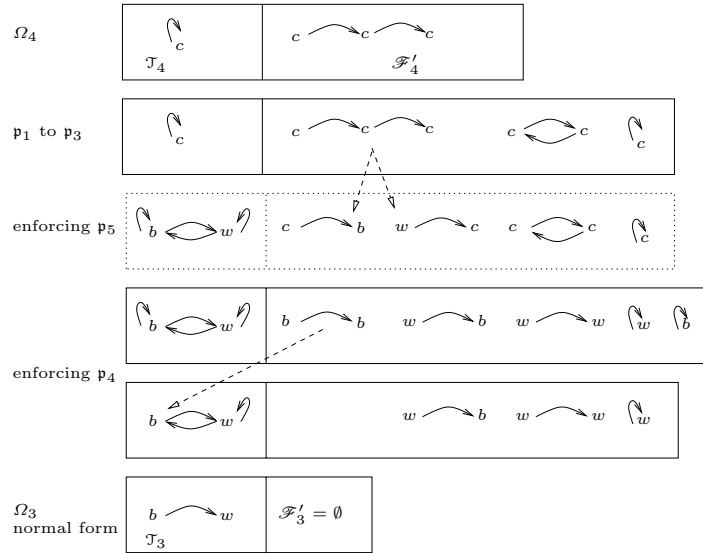 Ω₄ c c c c
𝒯₄ ℱ′₄
𝔭₁ to 𝔭₃ c c c c c c c
enforcing 𝔭₅ b w c b w c c c c
b w b b w b w w w b
enforcing 𝔭₄
b w w b w w w
Ω₃ b w ℱ′₃ = ∅
normal form
𝒯₃